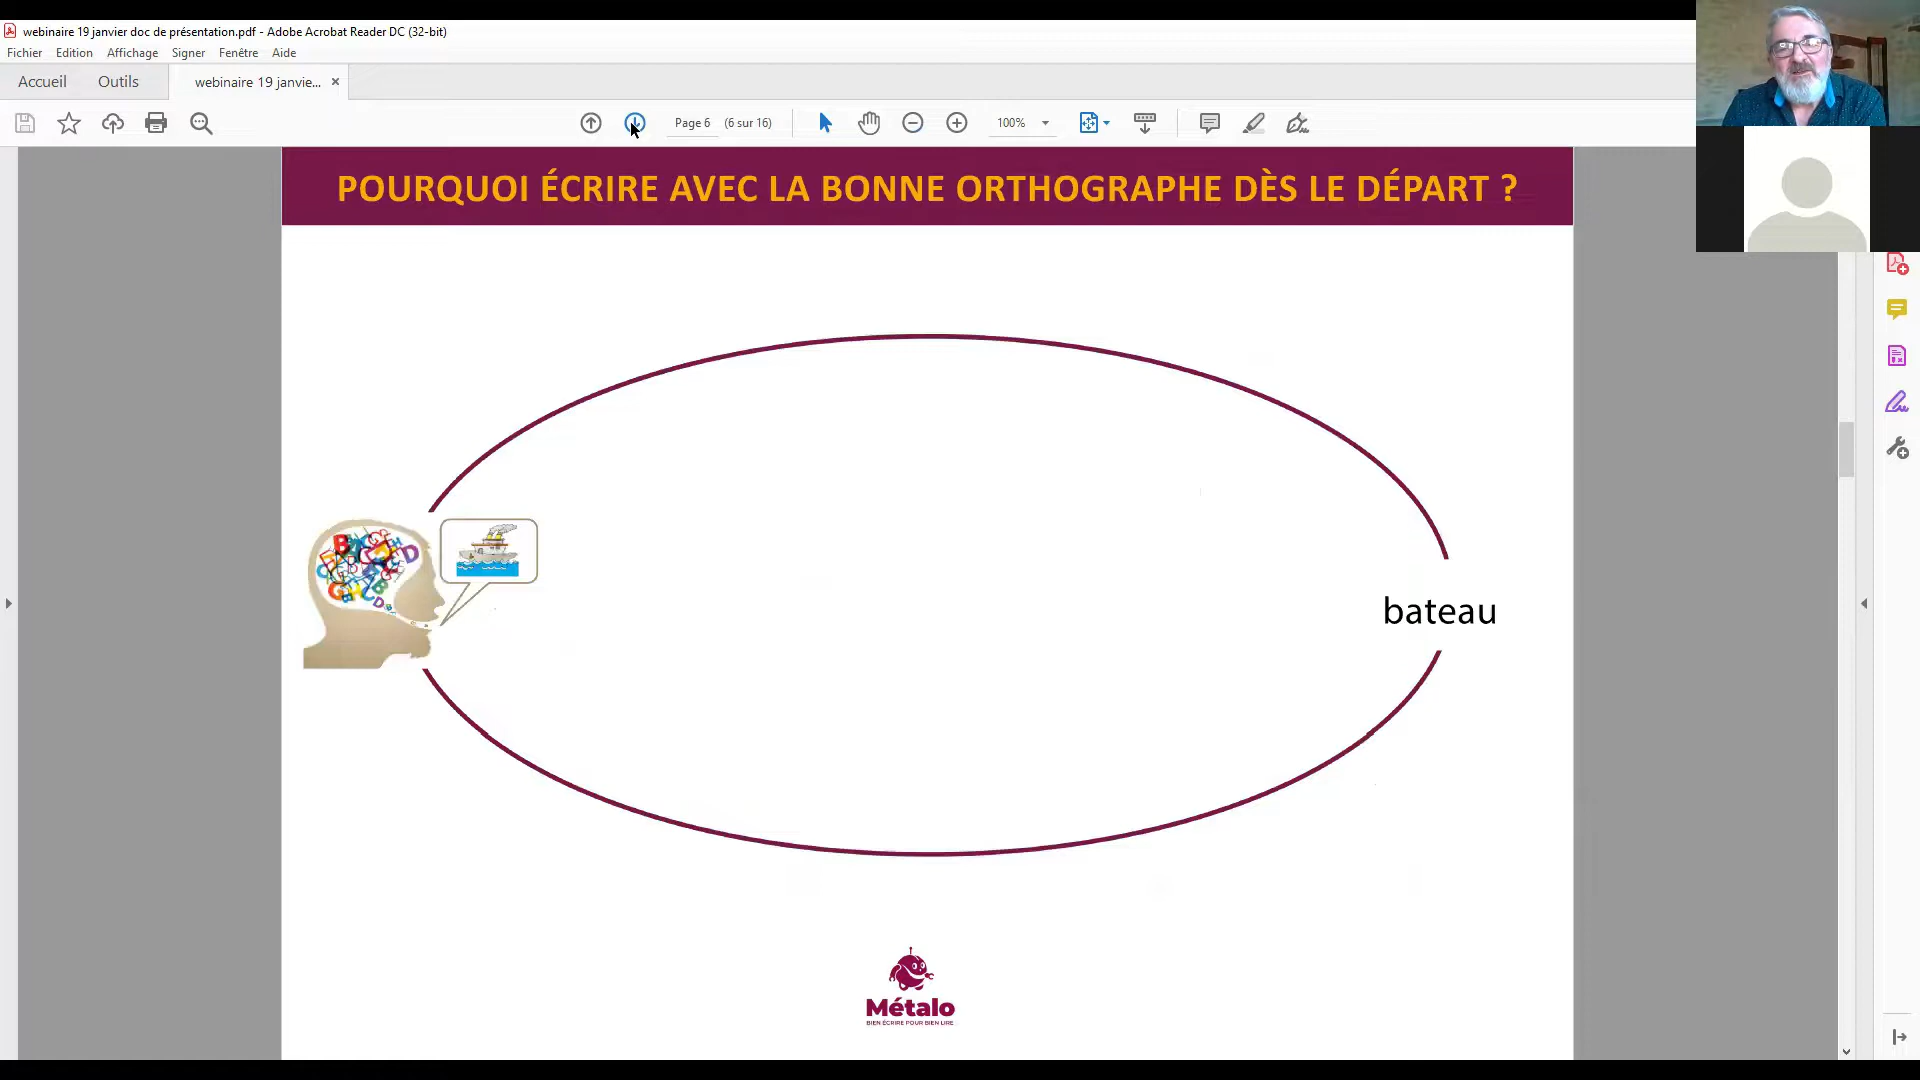 webinaire 19 janvier doc de présentation.pdf - Adobe Acrobat Reader DC (32-bit)
Fichier Edition Affichage Signer Fenêtre Aide
Accueil Outils webinaire 19 janvie... ×
Page 6 (6 sur 16) 100%
POURQUOI ÉCRIRE AVEC LA BONNE ORTHOGRAPHE DÈS LE DÉPART ?
bateau
Métalo
BIEN ÉCRIRE POUR BIEN LIRE